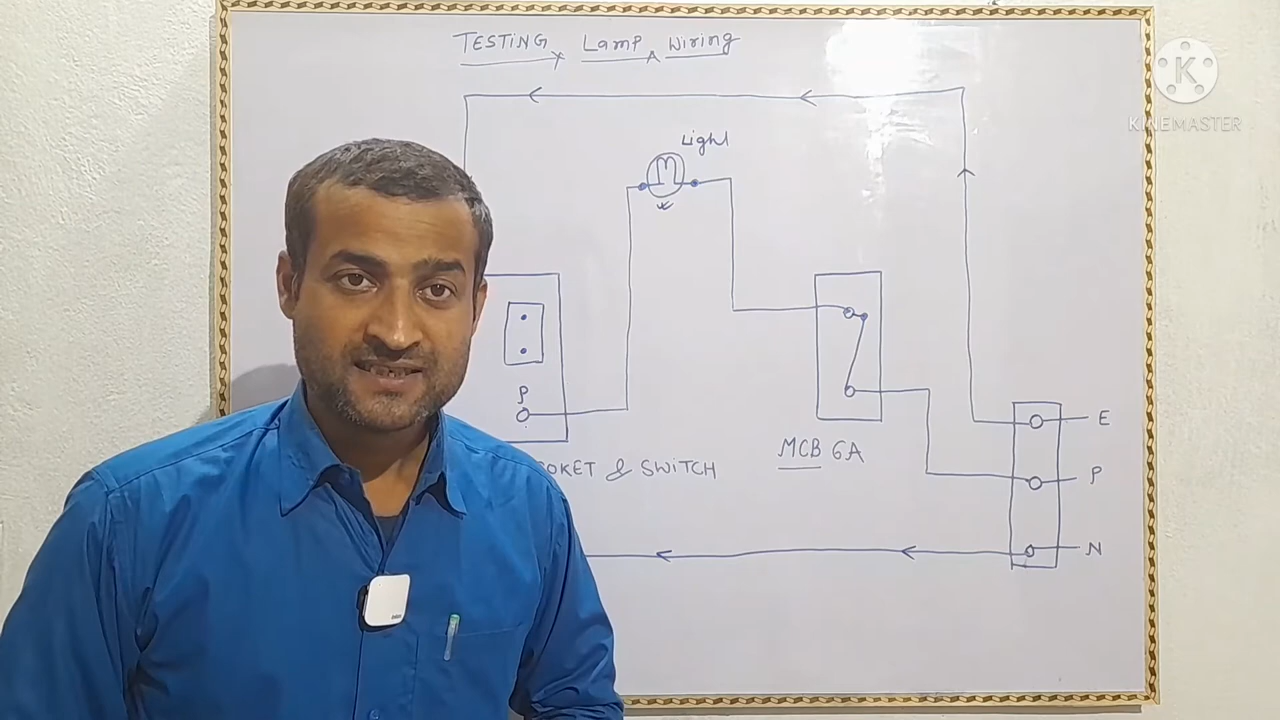 TESTING Lamp Wiring
Light
K
KINEMASTER
P
OKET & SWITCH
MCB 6A
E
P
N